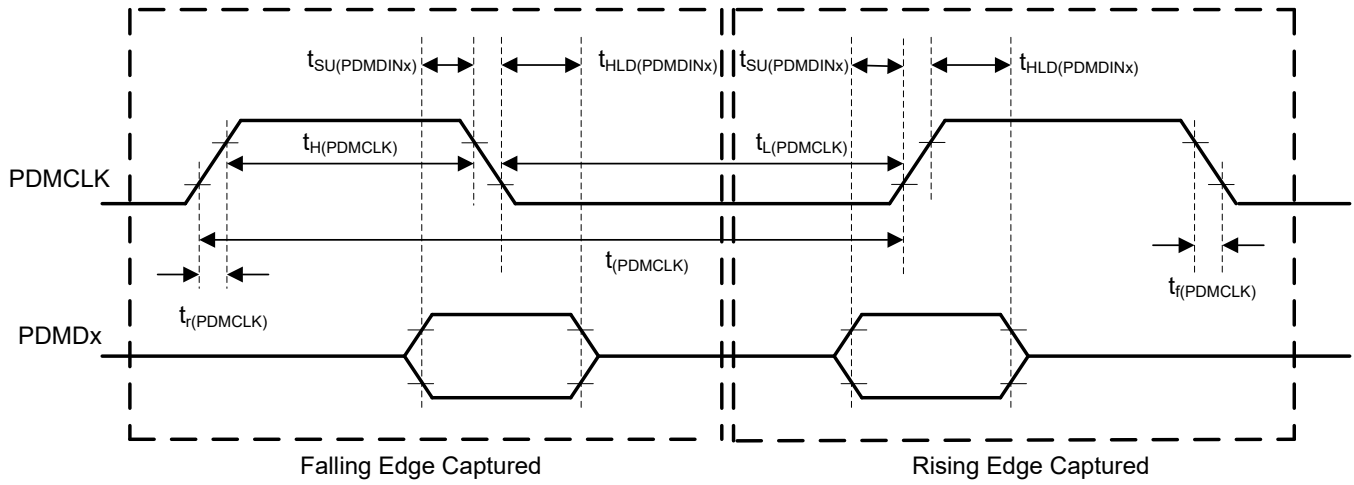 tSU(PDMDINx) tHLD(PDMDINx) tSU(PDMDINx) tHLD(PDMDINx)
tH(PDMCLK) tL(PDMCLK)
PDMCLK
t(PDMCLK)
tr(PDMCLK) tf(PDMCLK)
PDMDx
Falling Edge Captured Rising Edge Captured